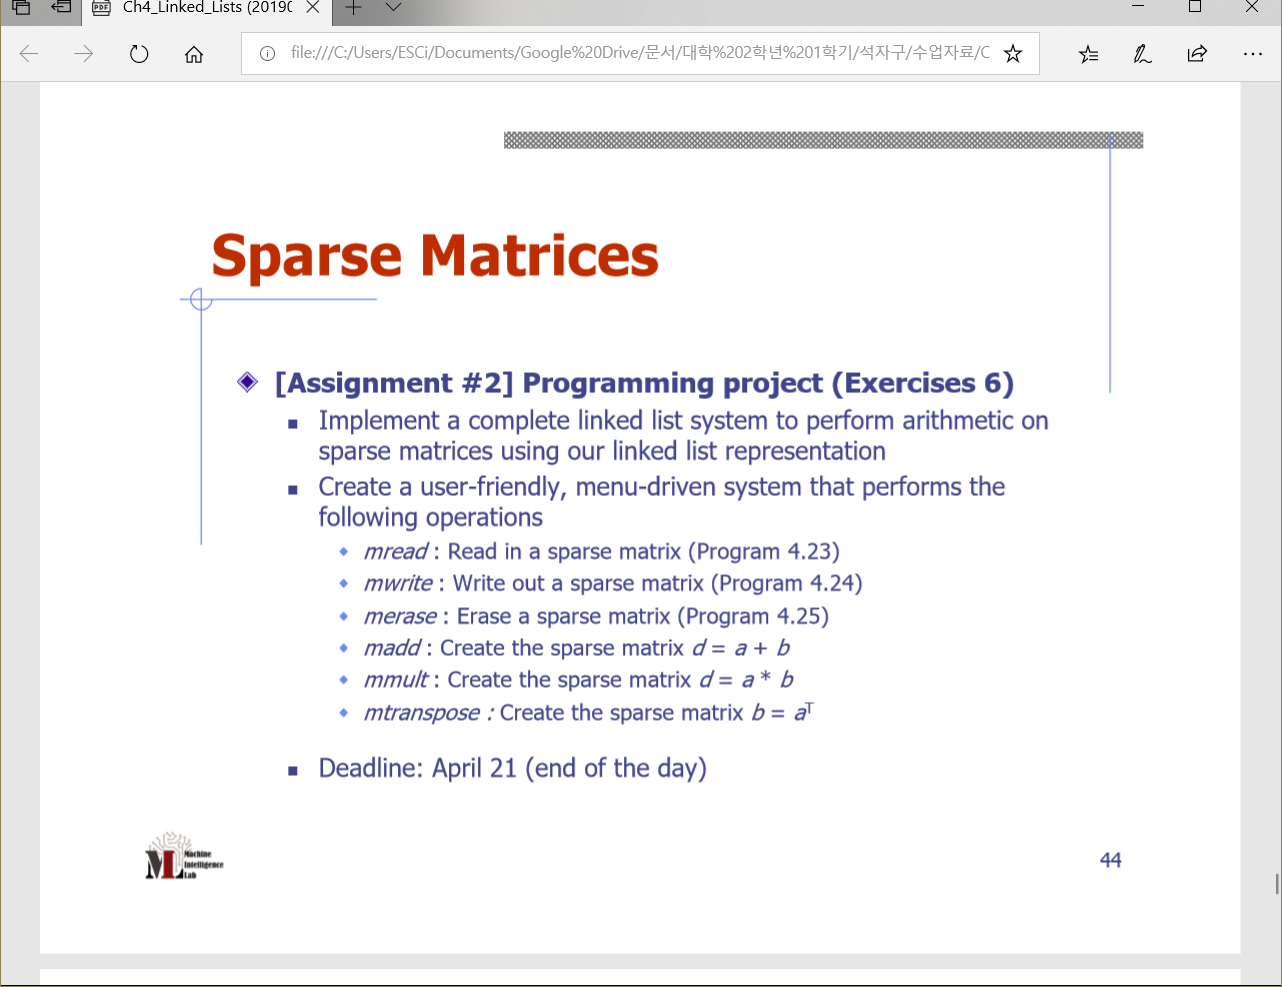 Ch4_Linked_Lists (2019(
file:///C:/Users/ESCi/Documents/Google%20Drive/문서/대학%202학년%201학기/석자구/수업자료/C
Sparse Matrices
[Assignment #2] Programming project (Exercises 6)
Implement a complete linked list system to perform arithmetic on
sparse matrices using our linked list representation
Create a user-friendly, menu-driven system that performs the
following operations
mread : Read in a sparse matrix (Program 4.23)
mwrite : Write out a sparse matrix (Program 4.24)
merase : Erase a sparse matrix (Program 4.25)
madd : Create the sparse matrix d = a + b
mmult : Create the sparse matrix d = a * b
mtranspose : Create the sparse matrix b = aᵀ
Deadline: April 21 (end of the day)
ML Machine
Intelligence
Lab
44